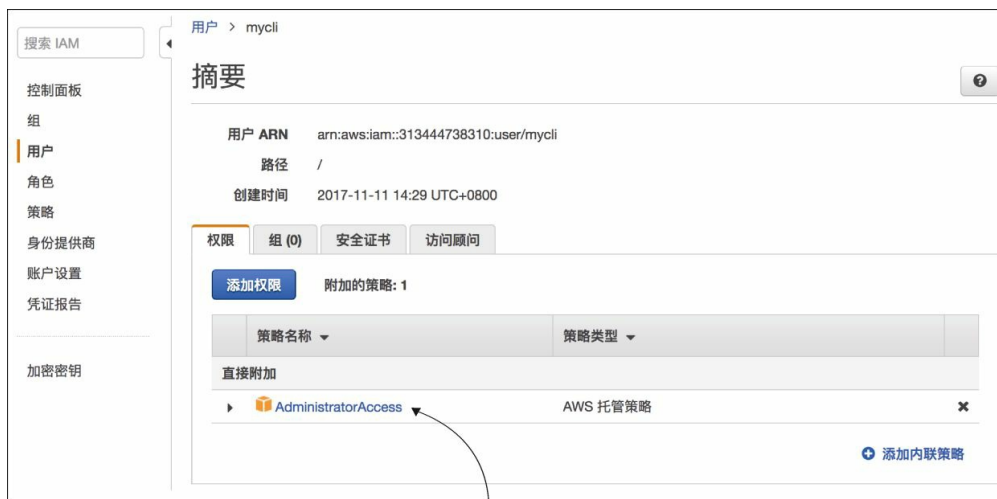 搜索 IAM
控制面板
组
用户
角色
策略
身份提供商
账户设置
凭证报告
加密密钥
用户 > mycli
摘要
用户 ARN arn:aws:iam::313444738310:user/mycli
路径 /
创建时间 2017-11-11 14:29 UTC+0800
权限 组 (0) 安全证书 访问顾问
添加权限 附加的策略: 1
策略名称 策略类型
直接附加
AdministratorAccess AWS 托管策略
添加内联策略